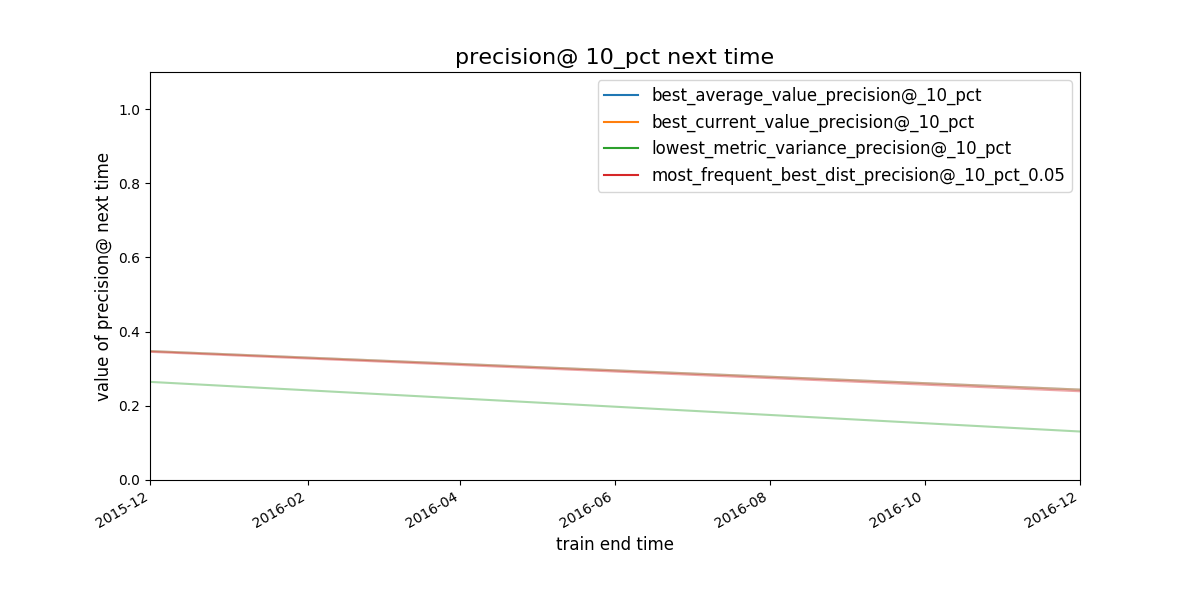 precision@ 10_pct next time
best_average_value_precision@_10_pct
best_current_value_precision@_10_pct
lowest_metric_variance_precision@_10_pct
most_frequent_best_dist_precision@_10_pct_0.05
value of precision@ next time
1.0
0.8
0.6
0.4
0.2
0.0
2015-12
2016-02
2016-04
2016-06
2016-08
2016-10
2016-12
train end time